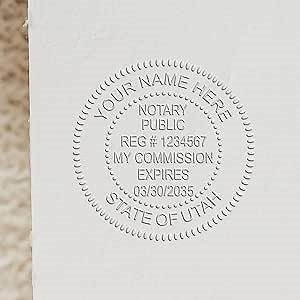 YOUR NAME HERE
NOTARY
PUBLIC
REG # 1234567
MY COMMISSION
EXPIRES
03/30/2035
STATE OF UTAH